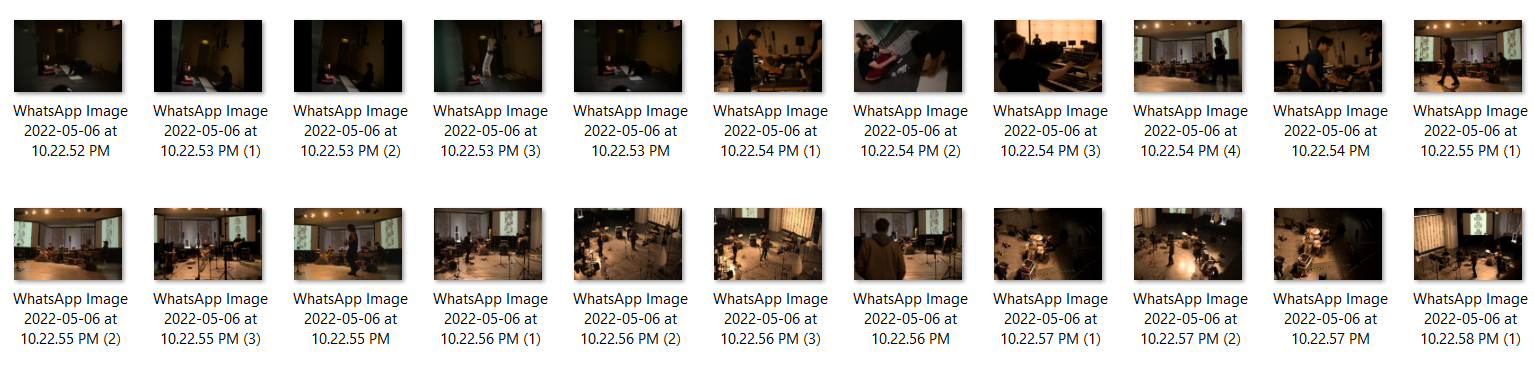 WhatsApp Image WhatsApp Image WhatsApp Image WhatsApp Image WhatsApp Image WhatsApp Image WhatsApp Image WhatsApp Image WhatsApp Image WhatsApp Image WhatsApp Image
2022-05-06 at 2022-05-06 at 2022-05-06 at 2022-05-06 at 2022-05-06 at 2022-05-06 at 2022-05-06 at 2022-05-06 at 2022-05-06 at 2022-05-06 at 2022-05-06 at
10.22.52 PM 10.22.53 PM (1) 10.22.53 PM (2) 10.22.53 PM (3) 10.22.53 PM 10.22.54 PM (1) 10.22.54 PM (2) 10.22.54 PM (3) 10.22.54 PM (4) 10.22.54 PM 10.22.55 PM (1)
WhatsApp Image WhatsApp Image WhatsApp Image WhatsApp Image WhatsApp Image WhatsApp Image WhatsApp Image WhatsApp Image WhatsApp Image WhatsApp Image WhatsApp Image
2022-05-06 at 2022-05-06 at 2022-05-06 at 2022-05-06 at 2022-05-06 at 2022-05-06 at 2022-05-06 at 2022-05-06 at 2022-05-06 at 2022-05-06 at 2022-05-06 at
10.22.55 PM (2) 10.22.55 PM (3) 10.22.55 PM 10.22.56 PM (1) 10.22.56 PM (2) 10.22.56 PM (3) 10.22.56 PM 10.22.57 PM (1) 10.22.57 PM (2) 10.22.57 PM 10.22.58 PM (1)